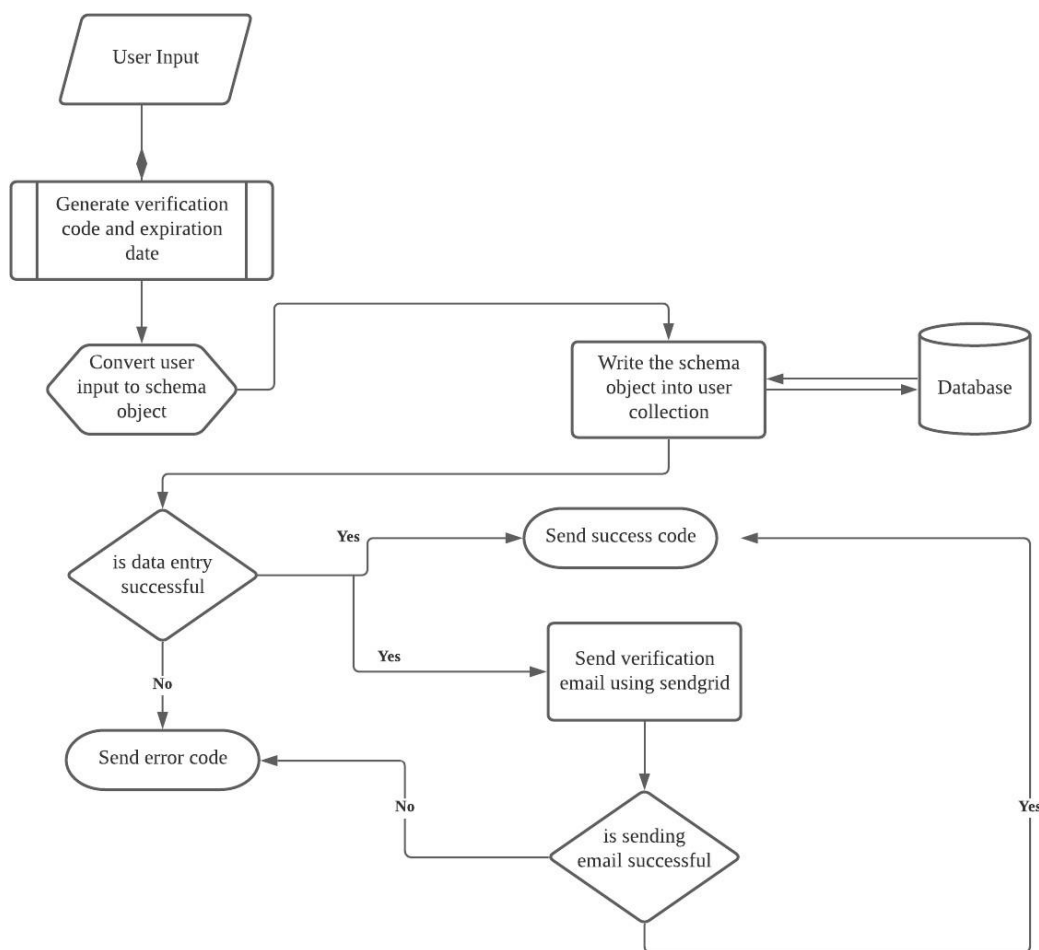 User Input
Generate verification
code and expiration
date
Convert user
input to schema
object
Write the schema
object into user
collection
Database
is data entry
successful
Yes
Send success code
Yes
Send verification
email using sendgrid
No
Send error code
No
is sending
email successful
Yes